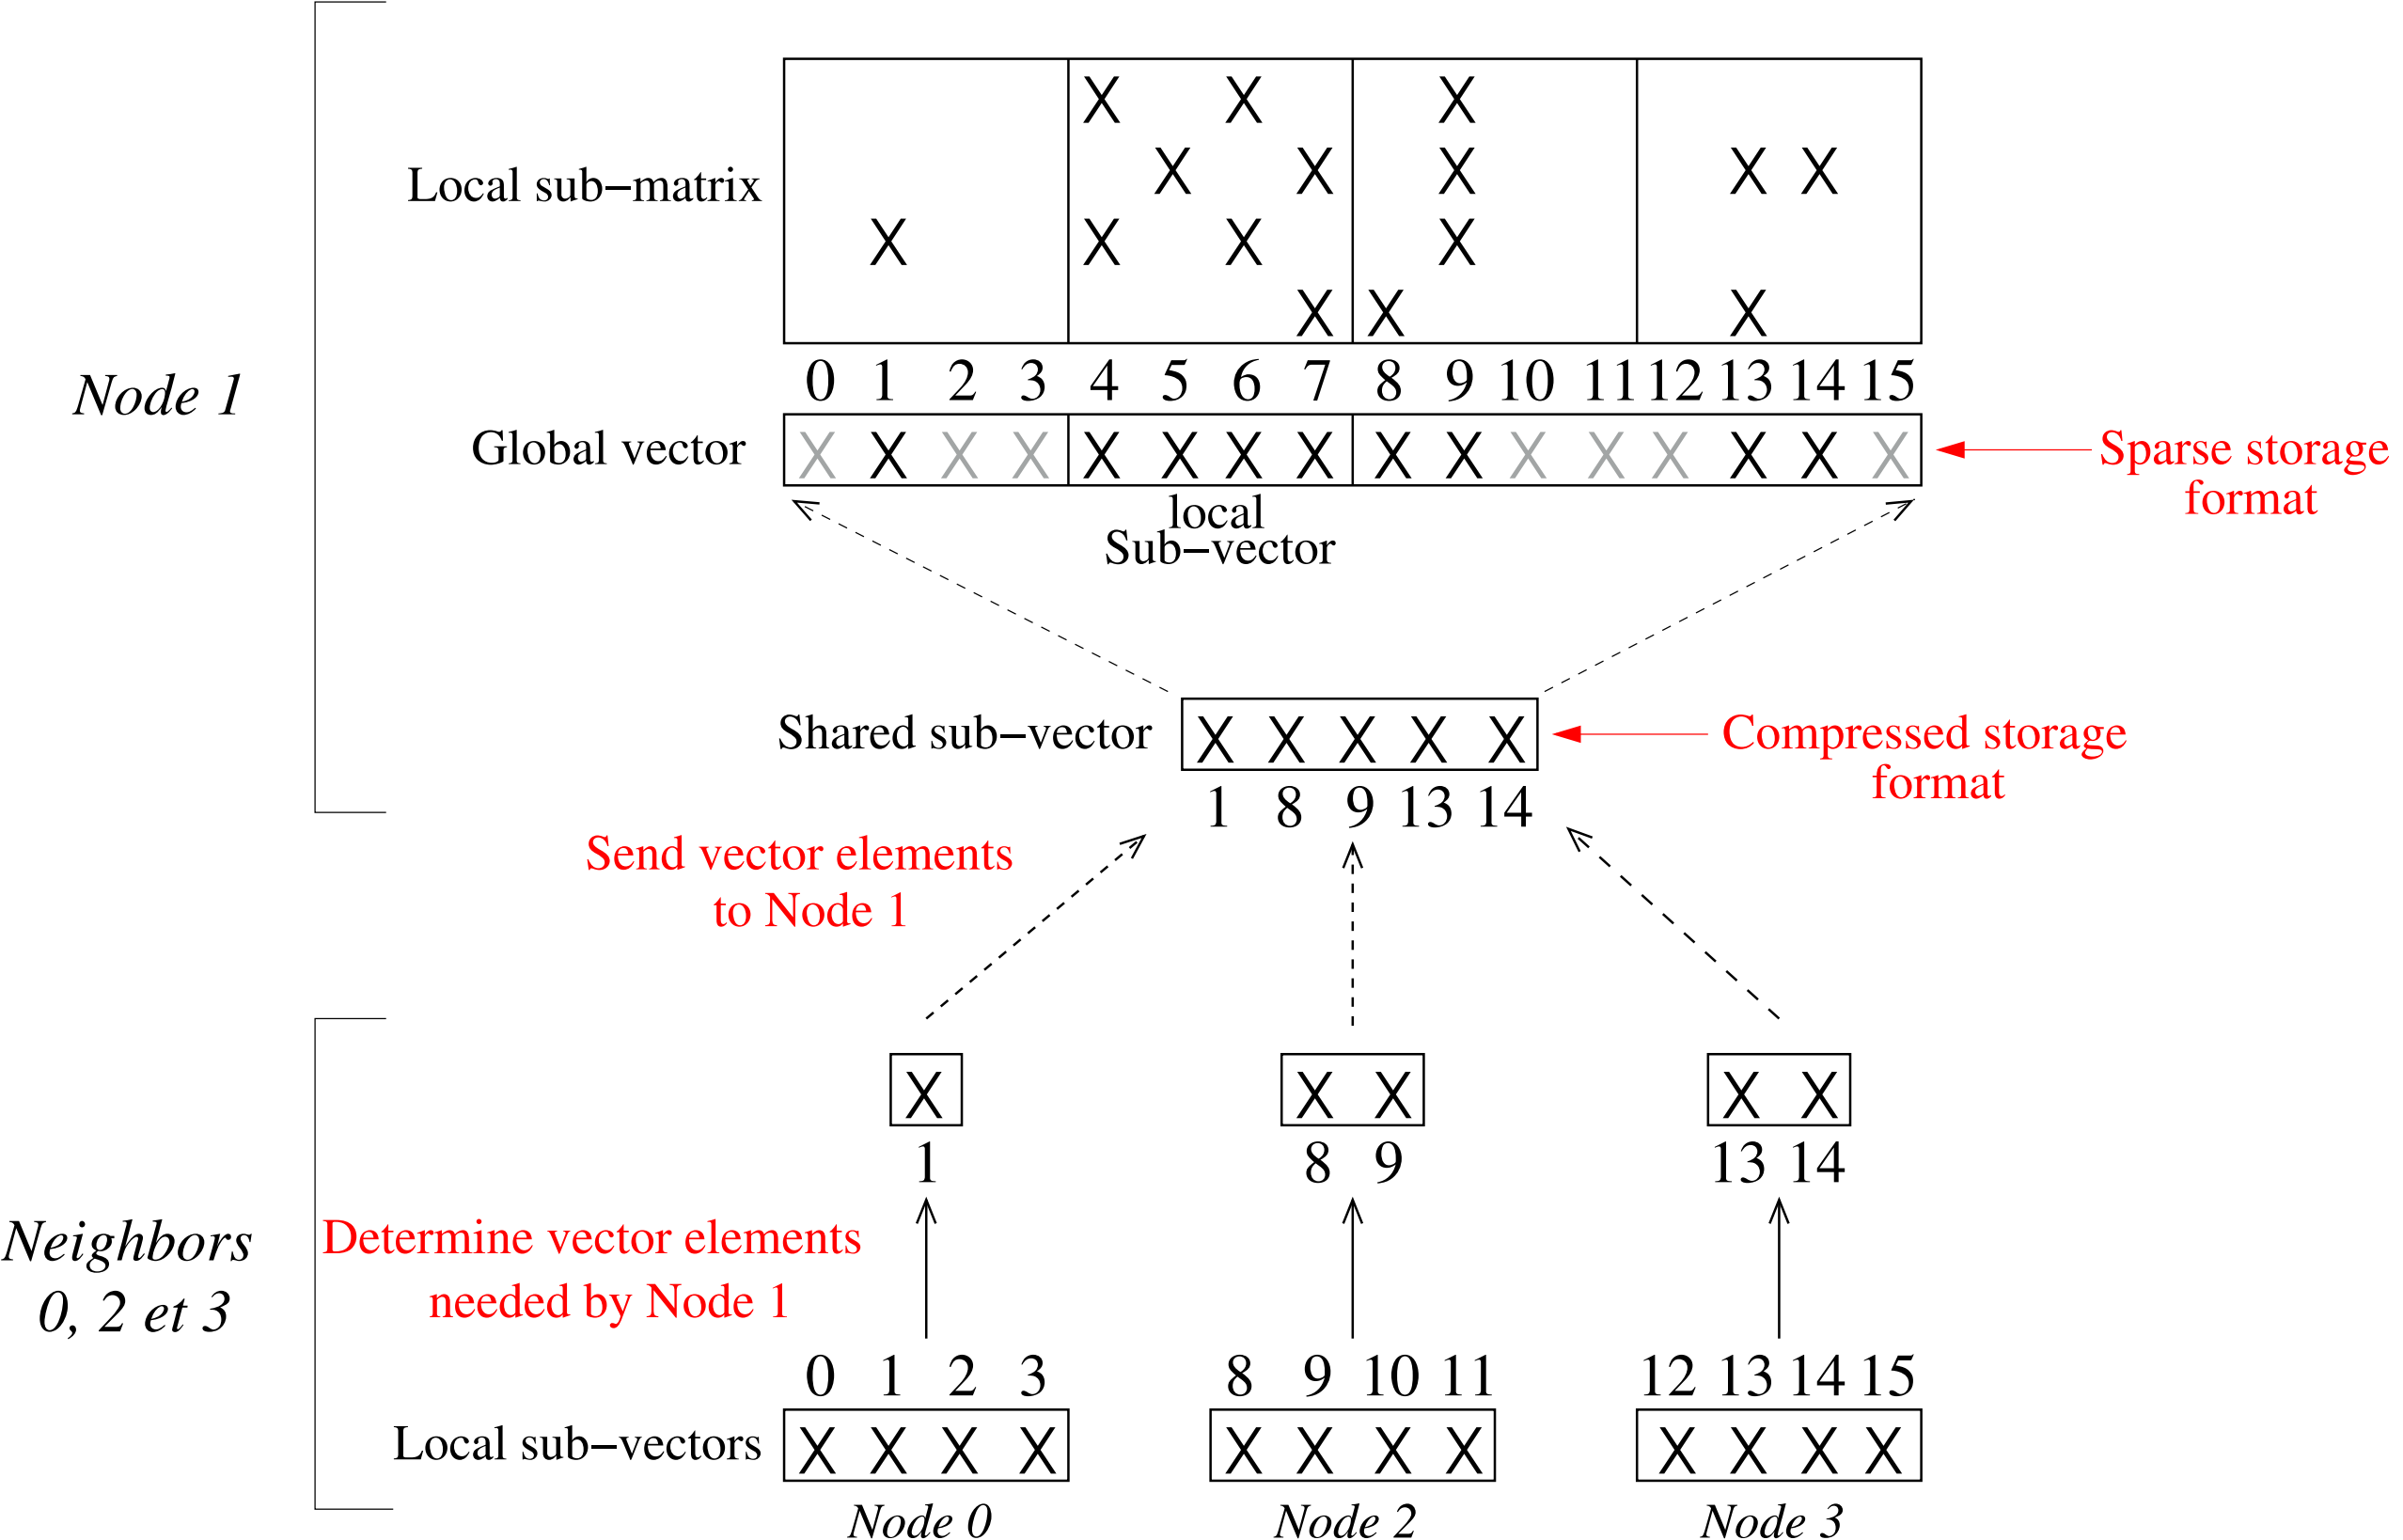 X X X
Local sub−matrix X X X X X
X X X X
X X X
0 1 2 3 4 5 6 7 8 9 10 11 12 13 14 15
Node 1
Global vector X X X X X X X X X X X X X X X X
Sparse storage
format
local
Sub−vector
Shared sub−vector X X X X X
Compressed storage
format
1 8 9 13 14
Send vector elements
to Node 1
X X X X X
1 8 9 13 14
Neighbors
0, 2 et 3
Determine vector elements
needed by Node 1
0 1 2 3 8 9 10 11 12 13 14 15
Local sub−vectors X X X X X X X X X X X X
Node 0 Node 2 Node 3